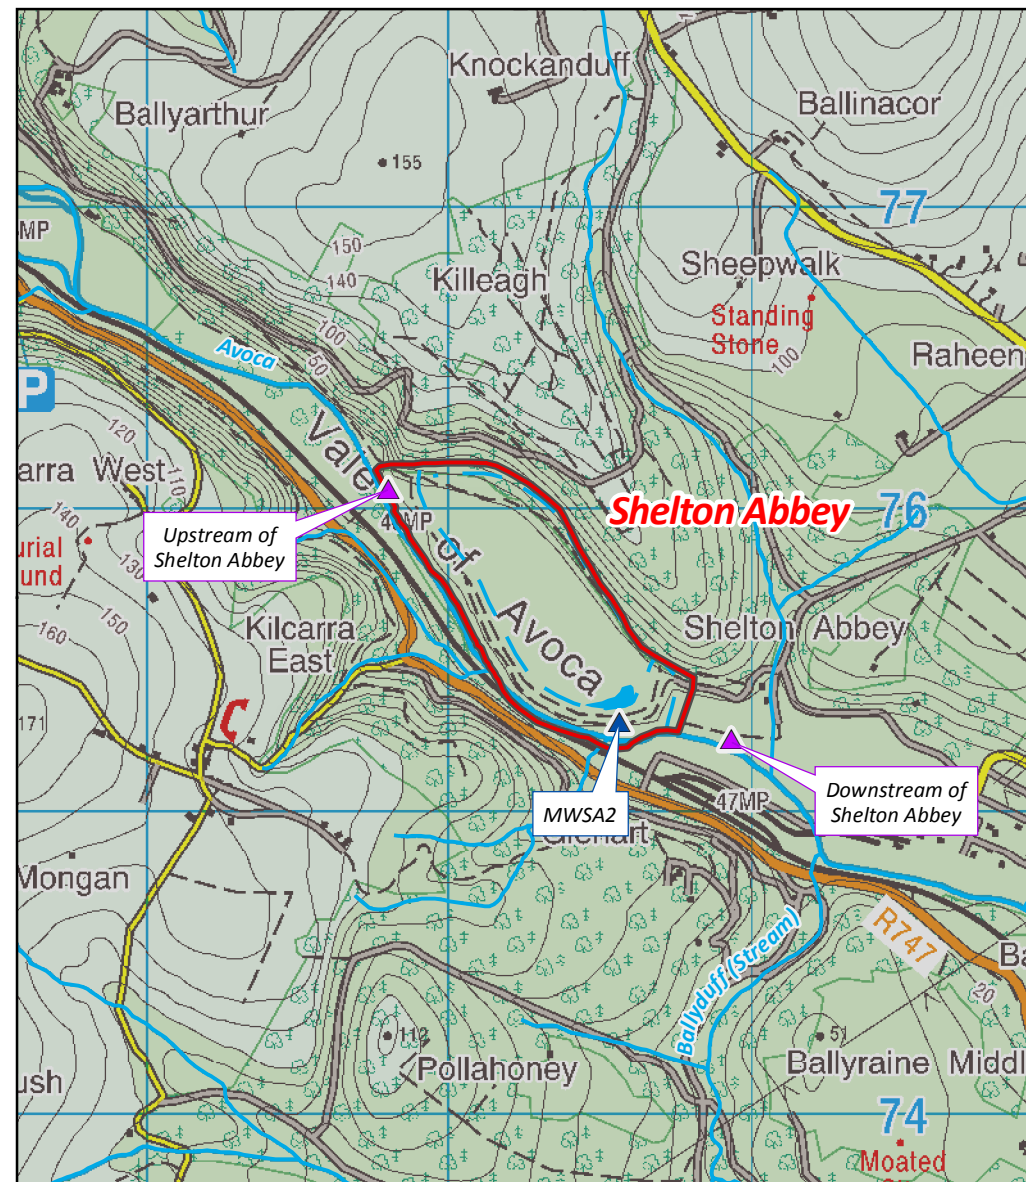 Knockanduff
Ballinacor
Ballyarthur
155
77
MP
150
140
Killeagh
Sheepwalk
Standing
Stone
100
100
50
Avoca
Raheen
P
Vale
of
Avoca
120
110
arra West
140
130
150
160
urial
und
Shelton Abbey
76
Upstream of
Shelton Abbey
Kilcarra
East
Shelton Abbey
171
MWSA2
47MP
Downstream of
Shelton Abbey
Mongan
R747
Ba
20
Ballyduff (Stream)
51
Pollahoney
Ballyraine Middl
ush
74
Moated